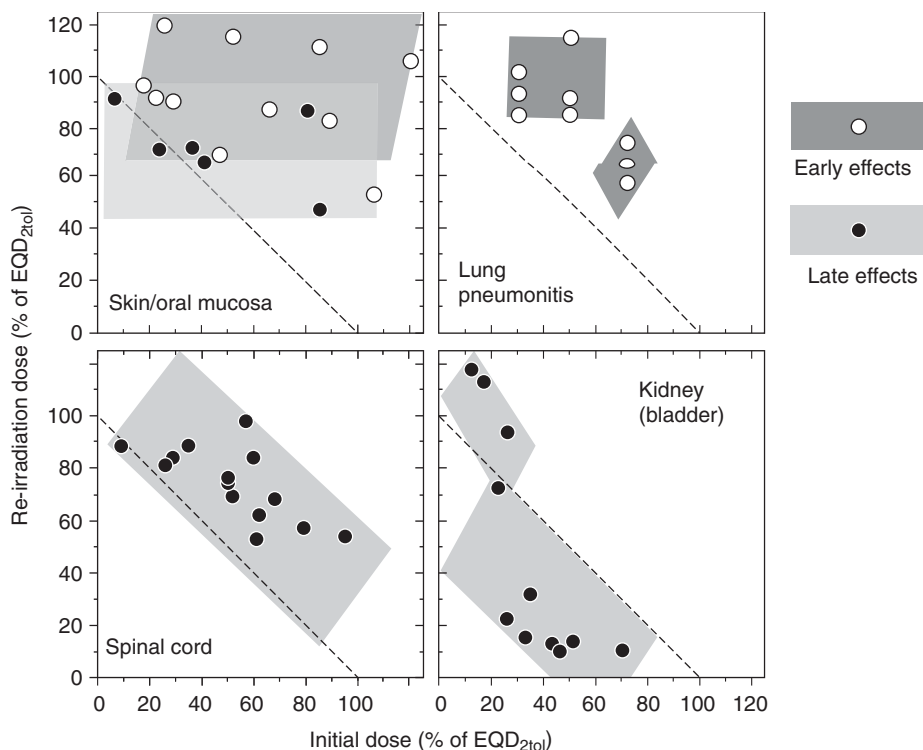 120
100
80
60
40
20
0
Skin/oral mucosa
Lung
pneumonitis
Early effects
Late effects
Re-irradiation dose (% of EQD2tol)
100
80
60
40
20
0
Spinal cord
Kidney
(bladder)
0 20 40 60 80 100
0 20 40 60 80 100 120
Initial dose (% of EQD2tol)